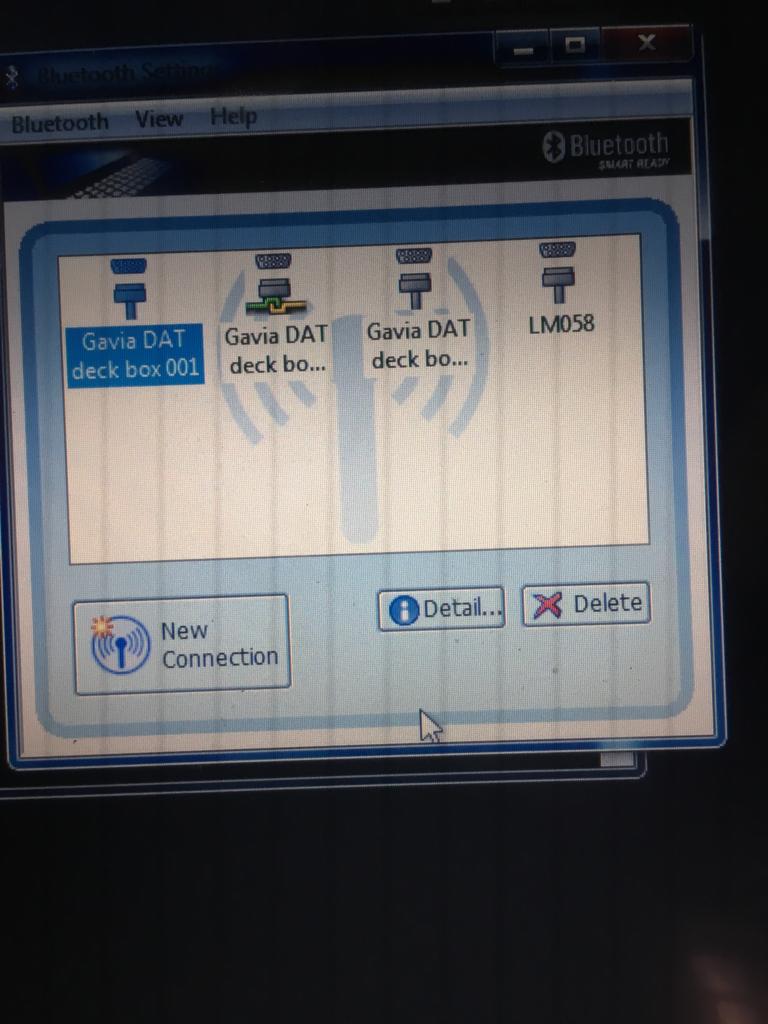 Bluetooth Setting
Bluetooth View Help
Bluetooth
SMART READY
Gavia DAT
deck box 001
Gavia DAT
deck bo...
Gavia DAT
deck bo...
LM058
New
Connection
Detail...
Delete